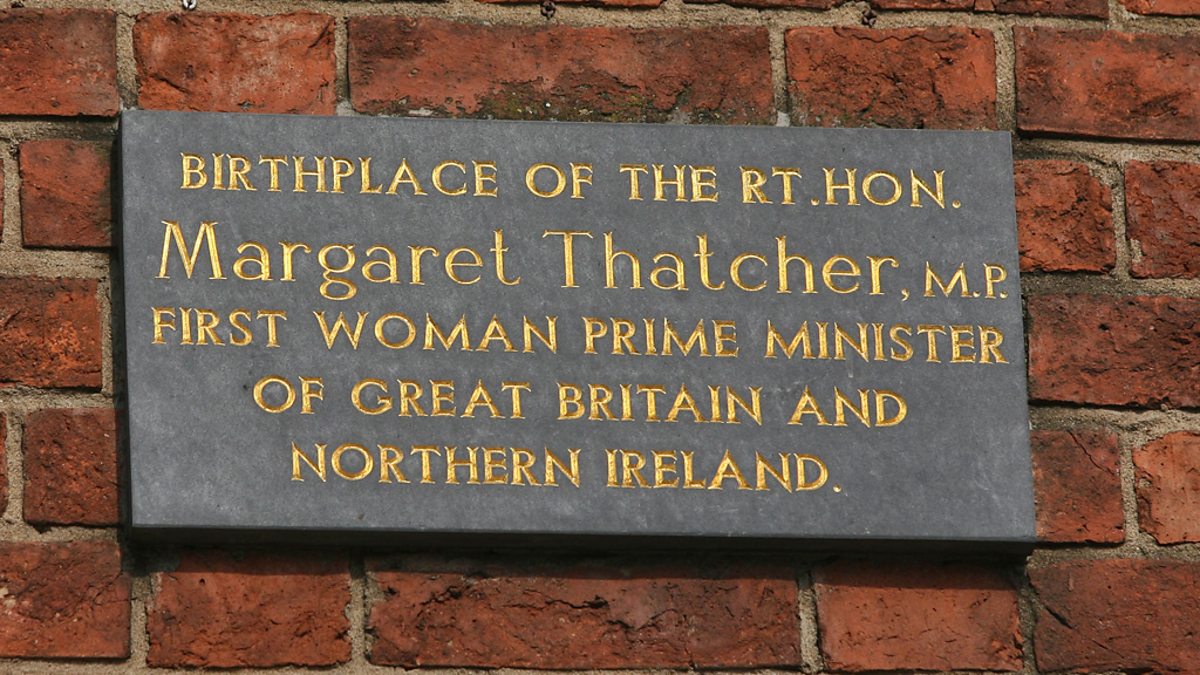 BIRTHPLACE OF THE RT.HON.
Margaret Thatcher, M.P.
FIRST WOMAN PRIME MINISTER
OF GREAT BRITAIN AND
NORTHERN IRELAND.